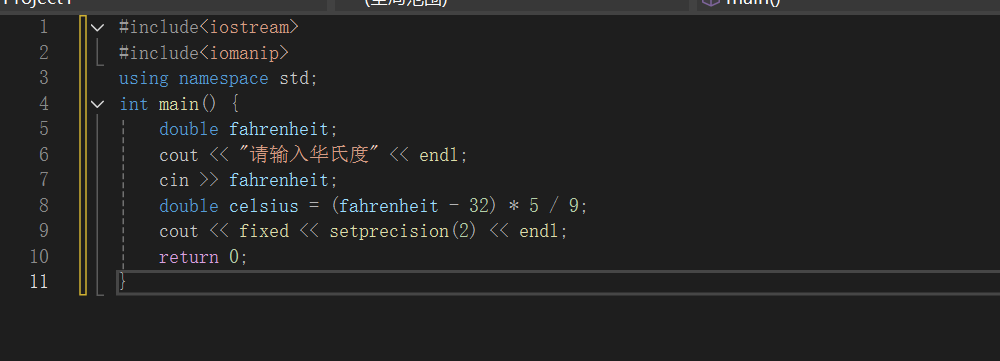 Project1 (全局范围) main()
1 #include<iostream>
2 #include<iomanip>
3 using namespace std;
4 int main() {
5 double fahrenheit;
6 cout << "请输入华氏度" << endl;
7 cin >> fahrenheit;
8 double celsius = (fahrenheit - 32) * 5 / 9;
9 cout << fixed << setprecision(2) << endl;
10 return 0;
11 }